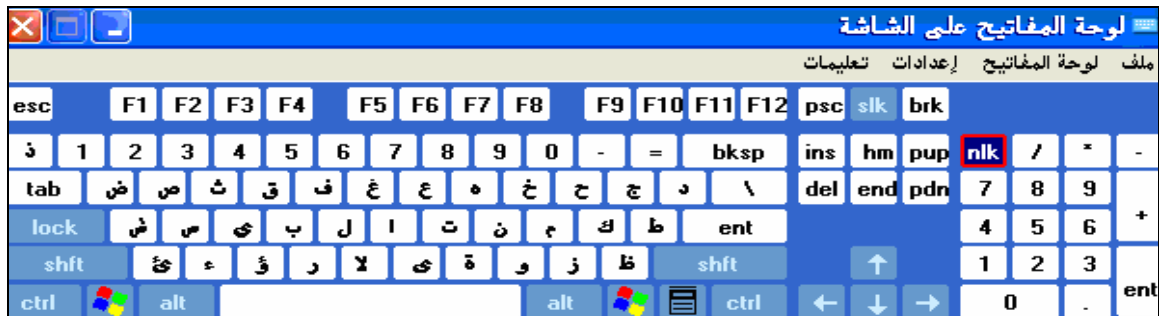 لوحة المفاتيح على الشاشة
ملف لوحة المفاتيح إعدادات تعليمات
esc F1 F2 F3 F4 F5 F6 F7 F8 F9 F10 F11 F12 psc slk brk
ذ 1 2 3 4 5 6 7 8 9 0 - = bksp ins hm pup nlk / * -
tab ض ص ث ق ف غ ع ه خ ح ج د \ del end pdn 7 8 9 +
lock ش س ي ب ل ا ت ن م ك ط ent 4 5 6
shft ئ ء ؤ ر لا ى ة و ز ظ shft ↑ 1 2 3 ent
ctrl alt alt ctrl ← ↓ → 0 .